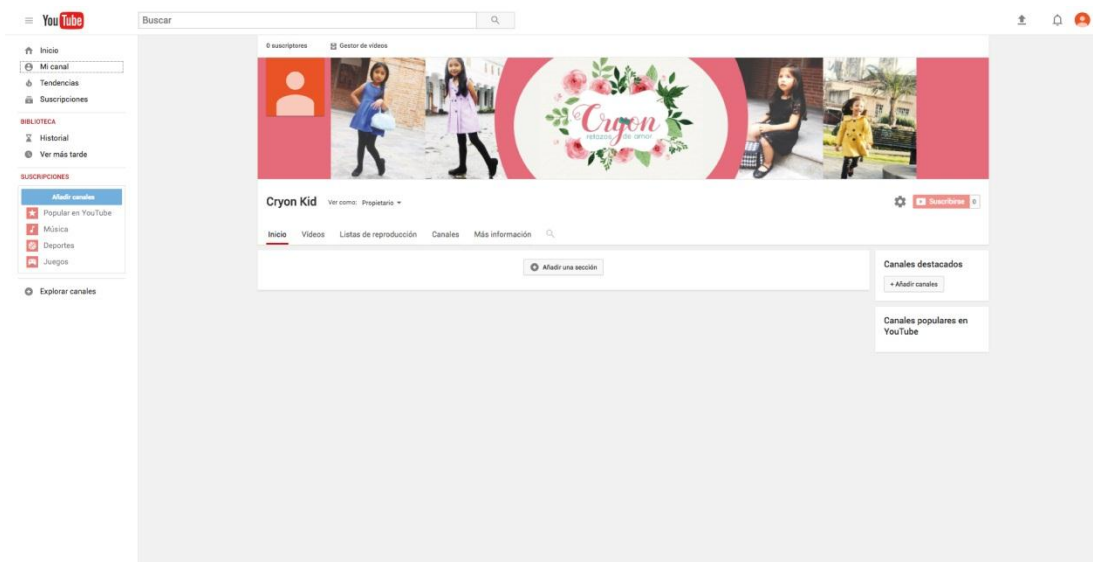 YouTube
Buscar
Inicio
Mi canal
Tendencias
Suscripciones
BIBLIOTECA
Historial
Ver más tarde
SUSCRIPCIONES
Añadir canales
Popular en YouTube
Música
Deportes
Juegos
Explorar canales
0 suscriptores
Gestor de vídeos
Cryon
retazos de amor
Cryon Kid
Ver como: Propietario
Suscribirse 0
Inicio Vídeos Listas de reproducción Canales Más información
Añadir una sección
Canales destacados
+ Añadir canales
Canales populares en
YouTube